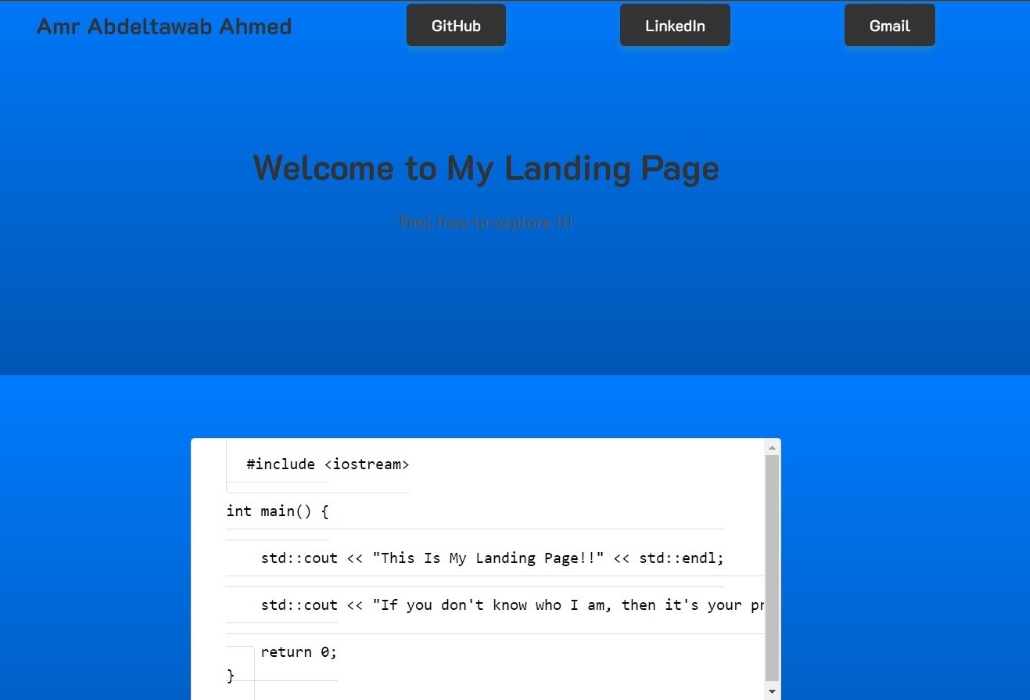 Amr Abdeltawab Ahmed
GitHub
LinkedIn
Gmail
Welcome to My Landing Page
Feel free to explore it!
#include <iostream>
int main() {
std::cout << "This Is My Landing Page!!" << std::endl;
std::cout << "If you don't know who I am, then it's your pr
return 0;
}